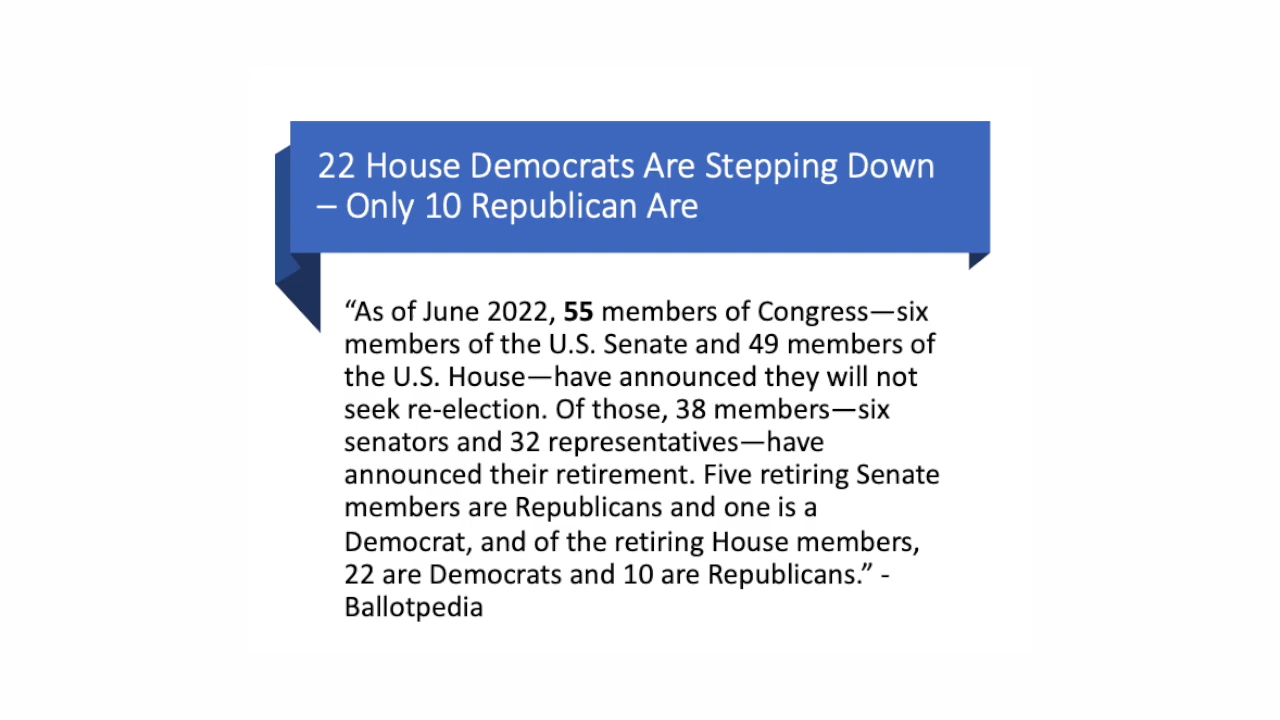 22 House Democrats Are Stepping Down
– Only 10 Republican Are
“As of June 2022, 55 members of Congress—six
members of the U.S. Senate and 49 members of
the U.S. House—have announced they will not
seek re-election. Of those, 38 members—six
senators and 32 representatives—have
announced their retirement. Five retiring Senate
members are Republicans and one is a
Democrat, and of the retiring House members,
22 are Democrats and 10 are Republicans.” -
Ballotpedia